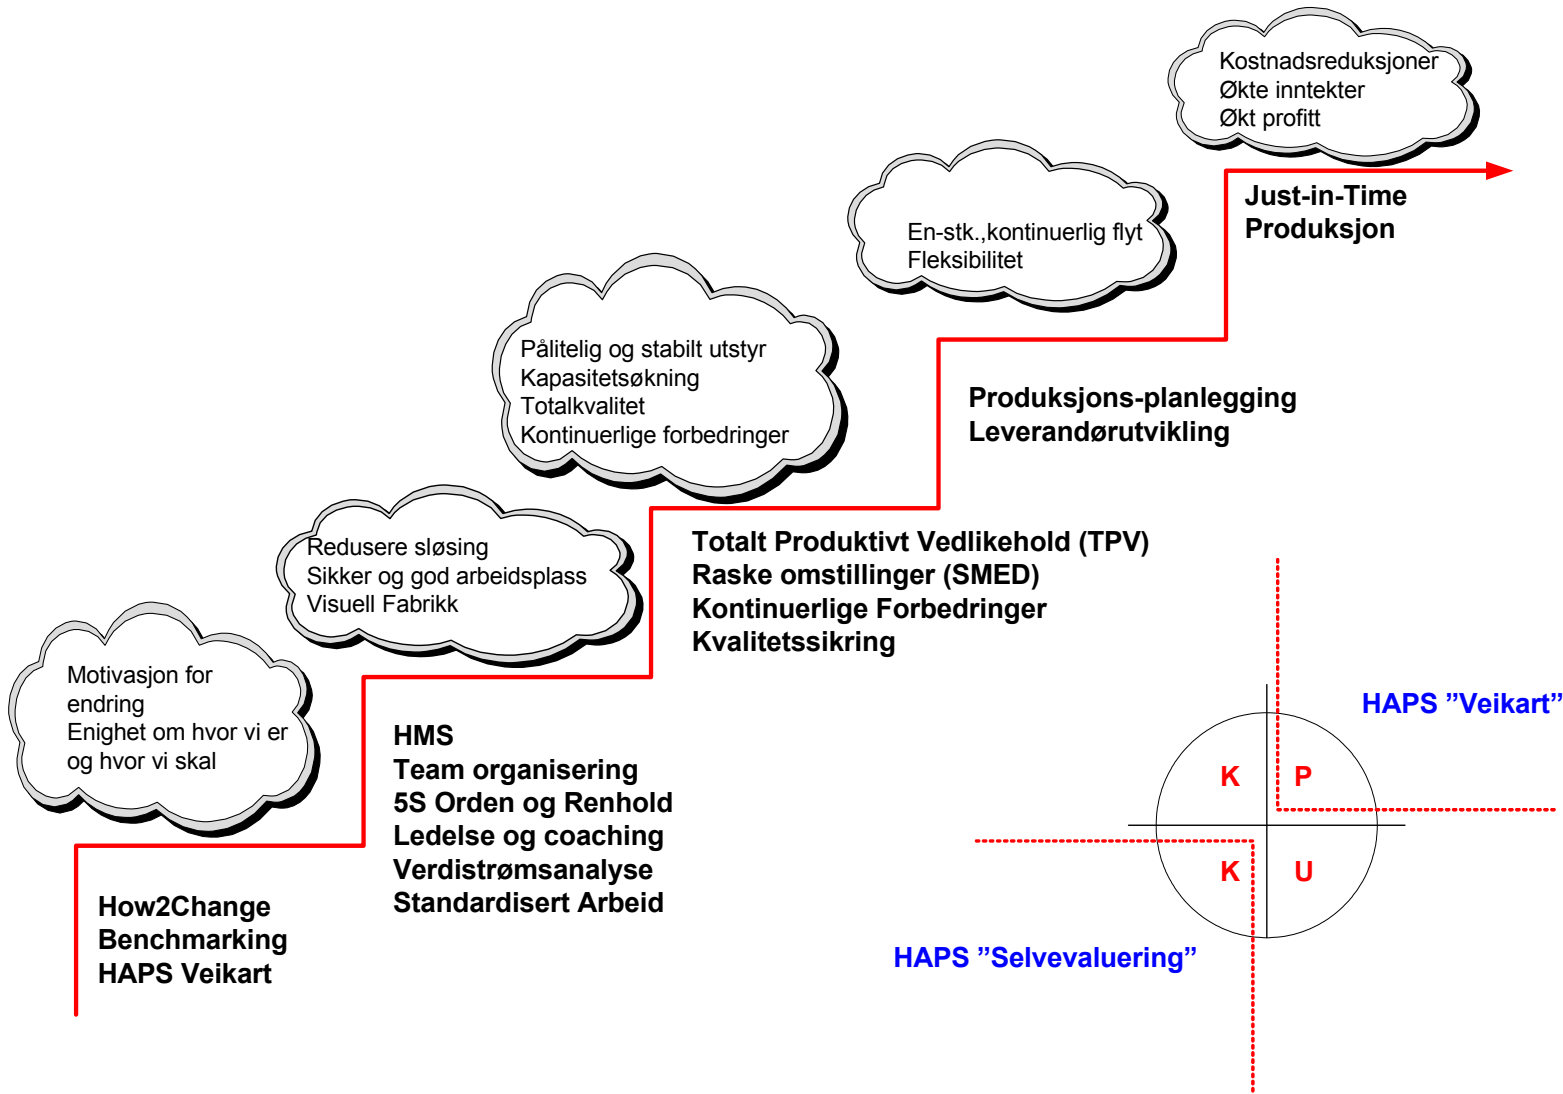 Kostnadsreduksjoner
Økte inntekter
Økt profitt
Just-in-Time
Produksjon
En-stk.,kontinuerlig flyt
Fleksibilitet
Produksjons-planlegging
Leverandørutvikling
Pålitelig og stabilt utstyr
Kapasitetsøkning
Totalkvalitet
Kontinuerlige forbedringer
Totalt Produktivt Vedlikehold (TPV)
Raske omstillinger (SMED)
Kontinuerlige Forbedringer
Kvalitetssikring
Redusere sløsing
Sikker og god arbeidsplass
Visuell Fabrikk
HMS
Team organisering
5S Orden og Renhold
Ledelse og coaching
Verdistrømsanalyse
Standardisert Arbeid
Motivasjon for
endring
Enighet om hvor vi er
og hvor vi skal
How2Change
Benchmarking
HAPS Veikart
HAPS ”Veikart”
K P
K U
HAPS ”Selvevaluering”